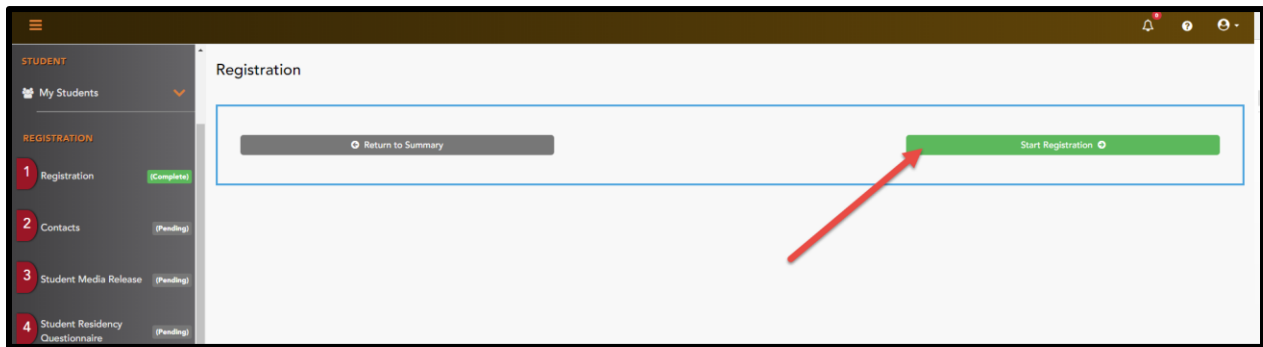 STUDENT
My Students
REGISTRATION
1 Registration (Complete)
2 Contacts (Pending)
3 Student Media Release (Pending)
4 Student Residency
Questionnaire (Pending)
Registration
Return to Summary
Start Registration